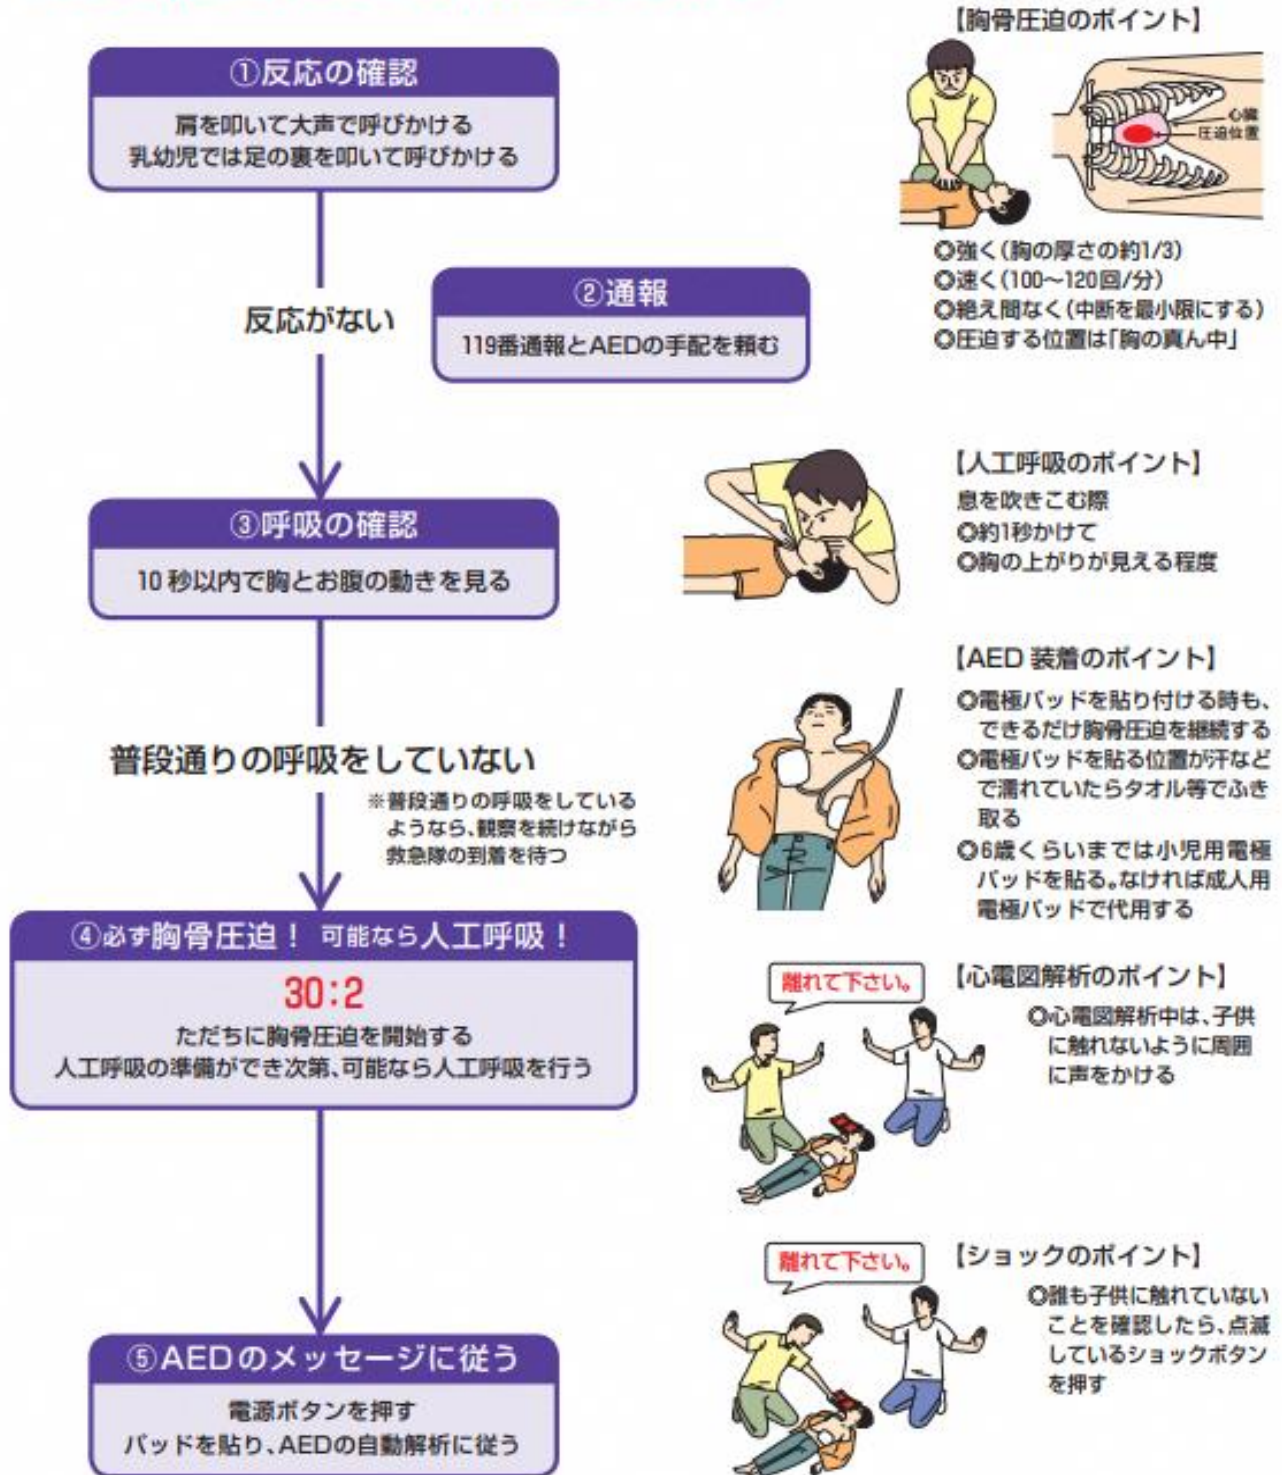 ①反応の確認
肩を叩いて大声で呼びかける
乳幼児では足の裏を叩いて呼びかける
反応がない
②通報
119番通報とAEDの手配を頼む
③呼吸の確認
10秒以内で胸とお腹の動きを見る
普段通りの呼吸をしていない
※普段通りの呼吸をしている
ようなら、観察を続けながら
救急隊の到着を待つ
④必ず胸骨圧迫! 可能なら人工呼吸!
30:2
ただちに胸骨圧迫を開始する
人工呼吸の準備ができ次第、可能なら人工呼吸を行う
⑤AEDのメッセージに従う
電源ボタンを押す
パッドを貼り、AEDの自動解析に従う
【胸骨圧迫のポイント】
心臓
圧迫位置
◎強く(胸の厚さの約1/3)
◎速く(100〜120回/分)
◎絶え間なく(中断を最小限にする)
◎圧迫する位置は「胸の真ん中」
【人工呼吸のポイント】
息を吹きこむ際
◎約1秒かけて
◎胸の上がりが見える程度
【AED 装着のポイント】
◎電極パッドを貼り付ける時も、
できるだけ胸骨圧迫を継続する
◎電極パッドを貼る位置が汗など
で濡れていたらタオル等でふき
取る
◎6歳くらいまでは小児用電極
パッドを貼る。なければ成人用
電極パッドで代用する
【心電図解析のポイント】
離れて下さい。
◎心電図解析中は、子供
に触れないように周囲
に声をかける
【ショックのポイント】
離れて下さい。
◎誰も子供に触れていない
ことを確認したら、点滅
しているショックボタン
を押す